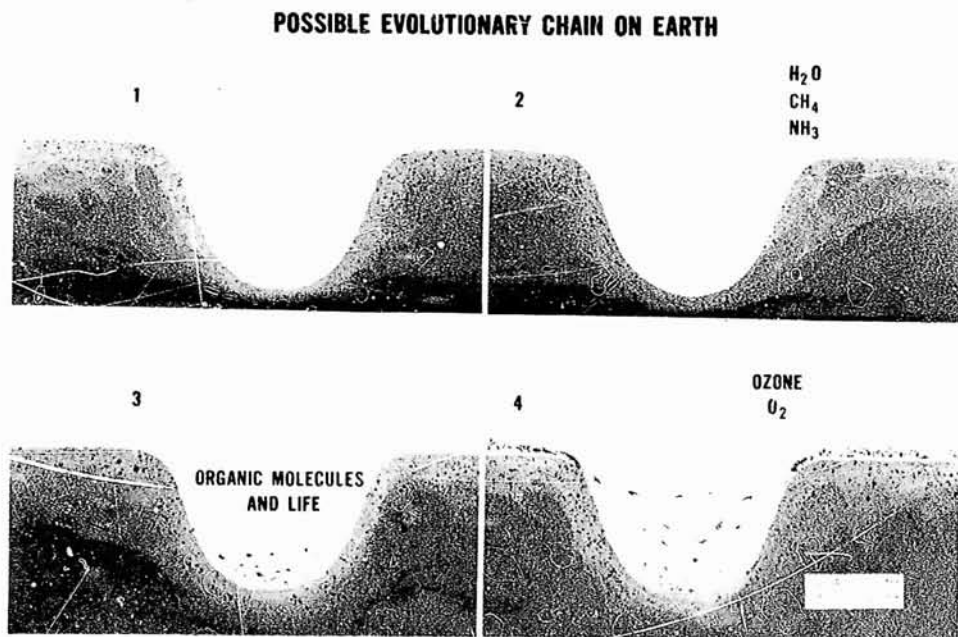 POSSIBLE EVOLUTIONARY CHAIN ON EARTH
1
2
H₂O
CH₄
NH₃
3
ORGANIC MOLECULES
AND LIFE
4
OZONE
O₂